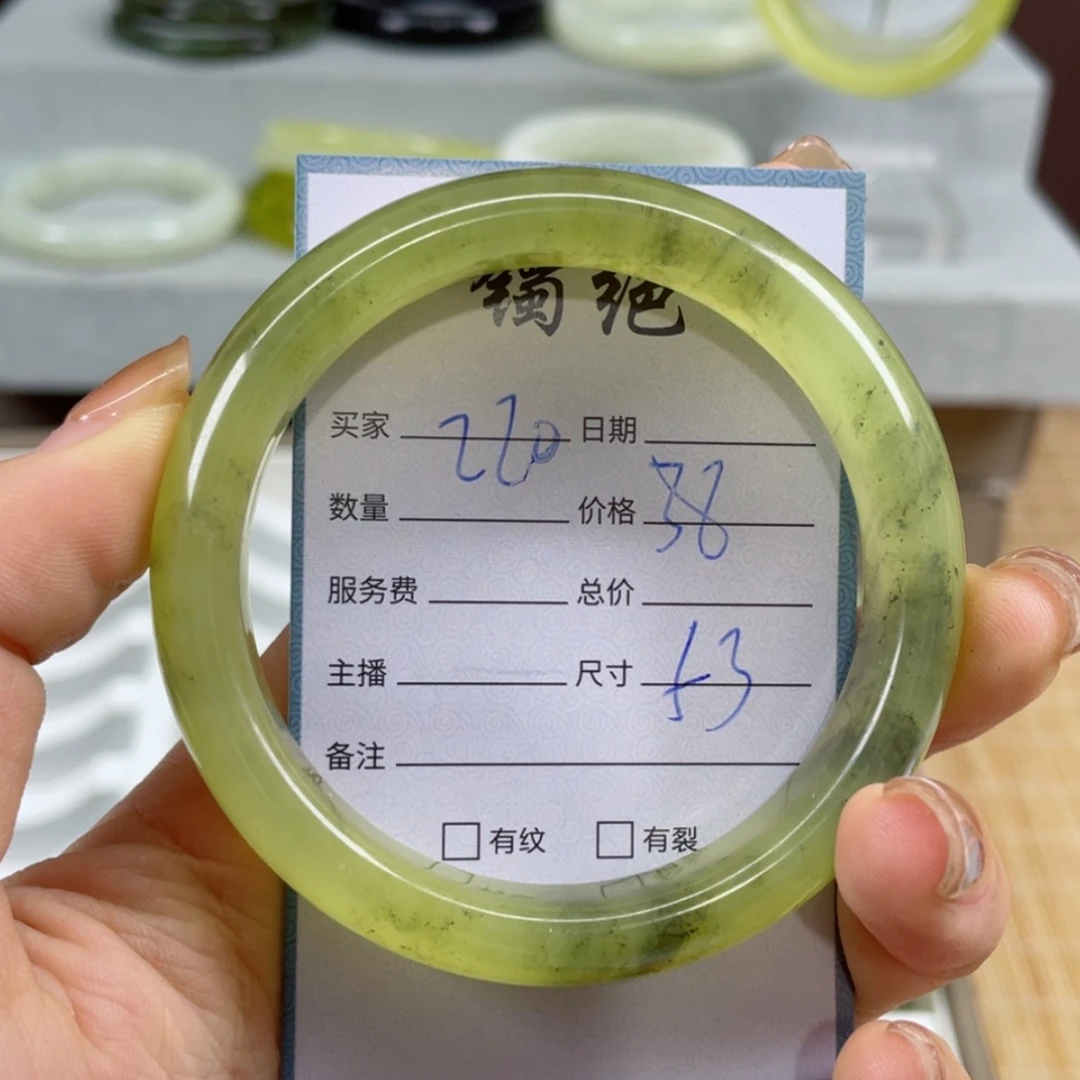 镯绝
买家 220 日期
数量 价格 38
服务费 总价
主播 尺寸 53
备注
有纹 有裂